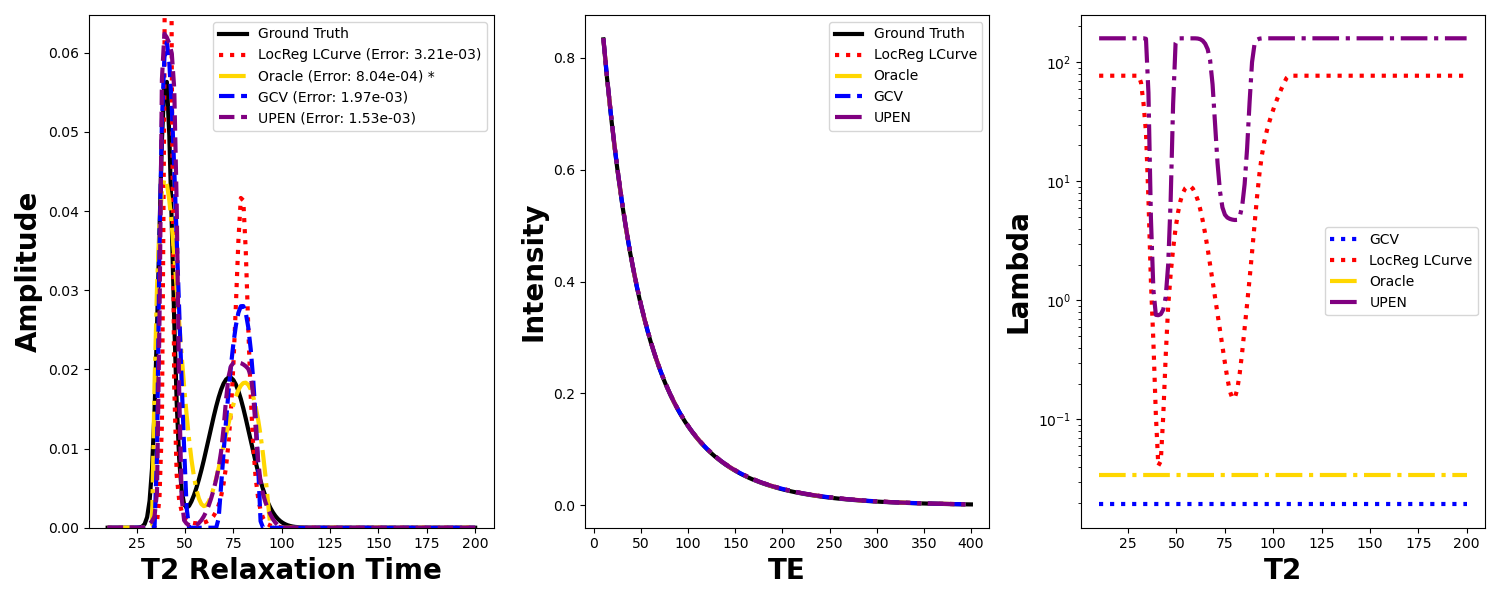 Amplitude
0.06
0.05
0.04
0.03
0.02
0.01
0.00
25 50 75 100 125 150 175 200
T2 Relaxation Time
Ground Truth
LocReg LCurve (Error: 3.21e-03)
Oracle (Error: 8.04e-04) *
GCV (Error: 1.97e-03)
UPEN (Error: 1.53e-03)
Intensity
0.8
0.6
0.4
0.2
0.0
0 50 100 150 200 250 300 350 400
TE
Ground Truth
LocReg LCurve
Oracle
GCV
UPEN
Lambda
10²
10¹
10⁰
10⁻¹
25 50 75 100 125 150 175 200
T2
GCV
LocReg LCurve
Oracle
UPEN